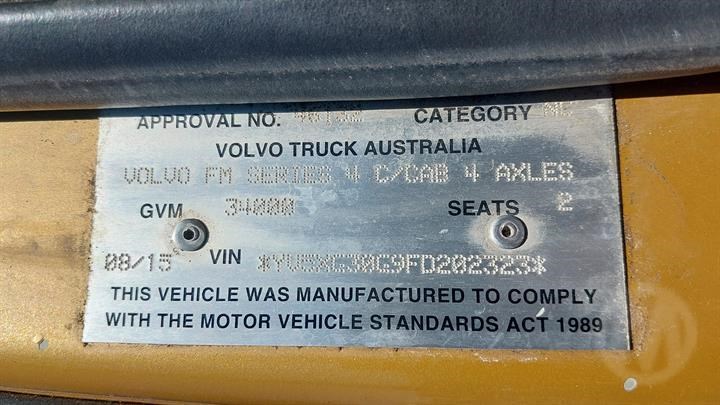 APPROVAL NO. CATEGORY
VOLVO TRUCK AUSTRALIA
VOLVO FM SERIES 4 C/CAB 4 AXLES
GVM 34000 SEATS 2
08/15 VIN
THIS VEHICLE WAS MANUFACTURED TO COMPLY
WITH THE MOTOR VEHICLE STANDARDS ACT 1989